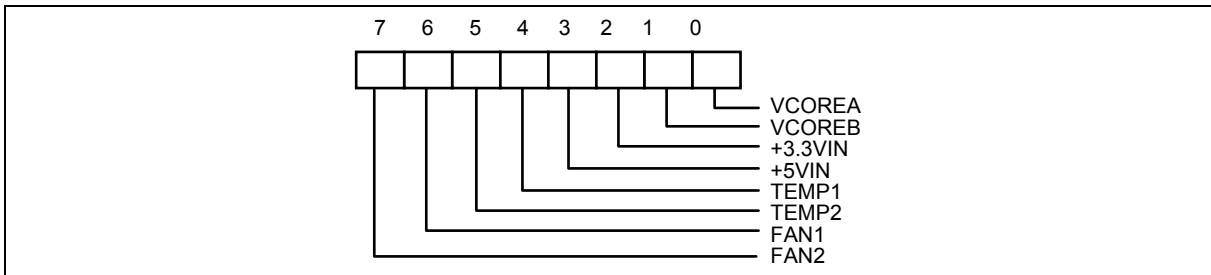 7 6 5 4 3 2 1 0
VCOREA
VCOREB
+3.3VIN
+5VIN
TEMP1
TEMP2
FAN1
FAN2